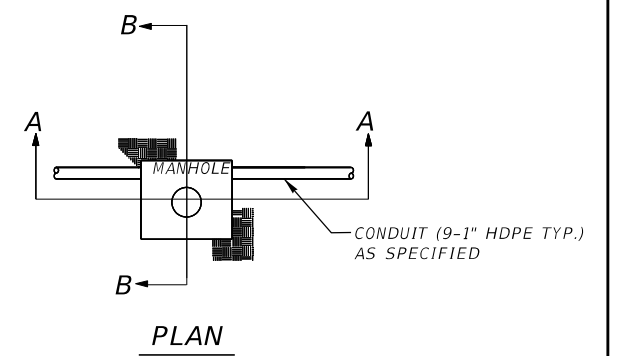 B
A
A
MANHOLE
CONDUIT (9-1" HDPE TYP.)
AS SPECIFIED
B
PLAN